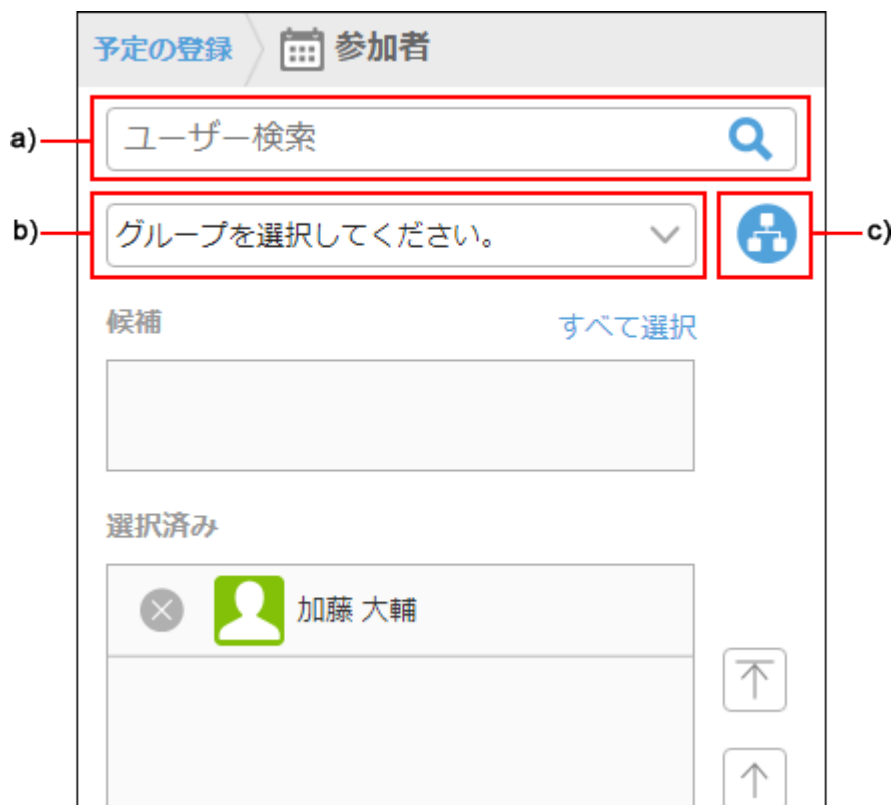 予定の登録 参加者
a) ユーザー検索
b) グループを選択してください。 c)
候補 すべて選択
選択済み
加藤 大輔